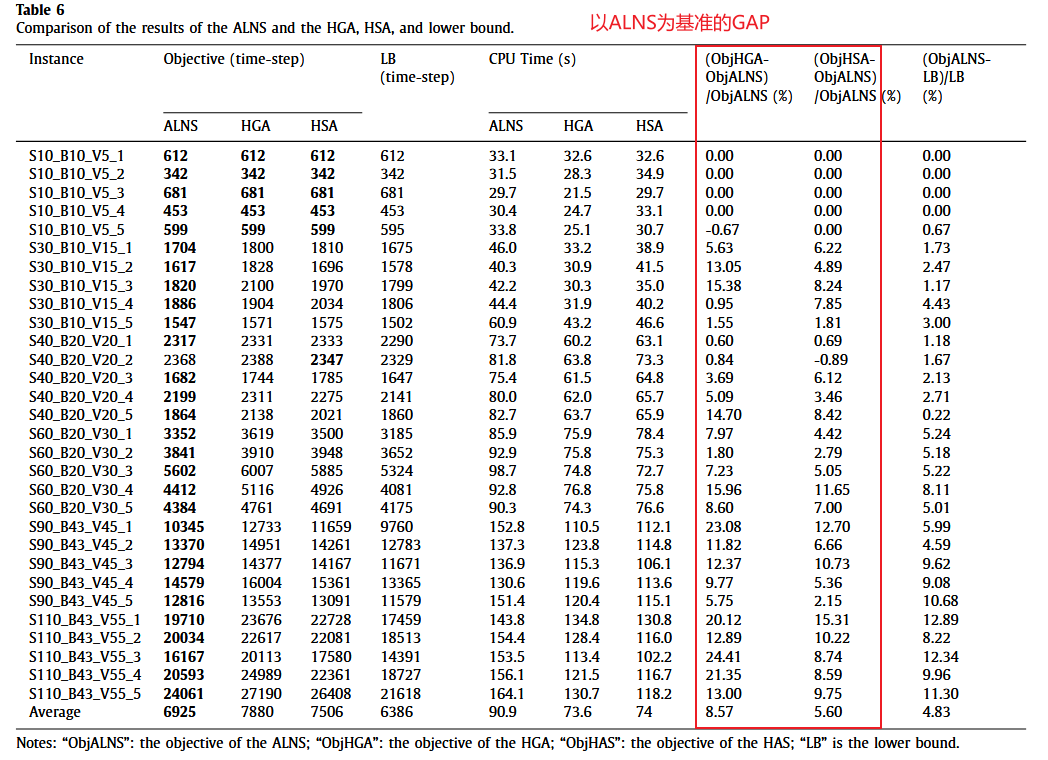 Table 6
Comparison of the results of the ALNS and the HGA, HSA, and lower bound.
以ALNS为基准的GAP
Instance Objective (time-step) LB (time-step) CPU Time (s) (ObjHGA-ObjALNS)/ObjALNS (%) (ObjHSA-ObjALNS)/ObjALNS (%) (ObjALNS-LB)/LB (%)
ALNS HGA HSA ALNS HGA HSA
S10_B10_V5_1 612 612 612 612 33.1 32.6 32.6 0.00 0.00 0.00
S10_B10_V5_2 342 342 342 342 31.5 28.3 34.9 0.00 0.00 0.00
S10_B10_V5_3 681 681 681 681 29.7 21.5 29.7 0.00 0.00 0.00
S10_B10_V5_4 453 453 453 453 30.4 24.7 33.1 0.00 0.00 0.00
S10_B10_V5_5 599 599 599 595 33.8 25.1 30.7 -0.67 0.00 0.67
S30_B10_V15_1 1704 1800 1810 1675 46.0 33.2 38.9 5.63 6.22 1.73
S30_B10_V15_2 1617 1828 1696 1578 40.3 30.9 41.5 13.05 4.89 2.47
S30_B10_V15_3 1820 2100 1970 1799 42.2 30.3 35.0 15.38 8.24 1.17
S30_B10_V15_4 1886 1904 2034 1806 44.4 31.9 40.2 0.95 7.85 4.43
S30_B10_V15_5 1547 1571 1575 1502 60.9 43.2 46.6 1.55 1.81 3.00
S40_B20_V20_1 2317 2331 2333 2290 73.7 60.2 63.1 0.60 0.69 1.18
S40_B20_V20_2 2368 2388 2347 2329 81.8 63.8 73.3 0.84 -0.89 1.67
S40_B20_V20_3 1682 1744 1785 1647 75.4 61.5 64.8 3.69 6.12 2.13
S40_B20_V20_4 2199 2311 2275 2141 80.0 62.0 65.7 5.09 3.46 2.71
S40_B20_V20_5 1864 2138 2021 1860 82.7 63.7 65.9 14.70 8.42 0.22
S60_B20_V30_1 3352 3619 3500 3185 85.9 75.9 78.4 7.97 4.42 5.24
S60_B20_V30_2 3841 3910 3948 3652 92.9 75.8 75.3 1.80 2.79 5.18
S60_B20_V30_3 5602 6007 5885 5324 98.7 74.8 72.7 7.23 5.05 5.22
S60_B20_V30_4 4412 5116 4926 4081 92.8 76.8 75.8 15.96 11.65 8.11
S60_B20_V30_5 4384 4761 4691 4175 90.3 74.3 76.6 8.60 7.00 5.01
S90_B43_V45_1 10345 12733 11659 9760 152.8 110.5 112.1 23.08 12.70 5.99
S90_B43_V45_2 13370 14951 14261 12783 137.3 123.8 114.8 11.82 6.66 4.59
S90_B43_V45_3 12794 14377 14167 11671 136.9 115.3 106.1 12.37 10.73 9.62
S90_B43_V45_4 14579 16004 15361 13365 130.6 119.6 113.6 9.77 5.36 9.08
S90_B43_V45_5 12816 13553 13091 11579 151.4 120.4 115.1 5.75 2.15 10.68
S110_B43_V55_1 19710 23676 22728 17459 143.8 134.8 130.8 20.12 15.31 12.89
S110_B43_V55_2 20034 22617 22081 18513 154.4 128.4 116.0 12.89 10.22 8.22
S110_B43_V55_3 16167 20113 17580 14391 153.5 113.4 102.2 24.41 8.74 12.34
S110_B43_V55_4 20593 24989 22361 18727 156.1 121.5 116.7 21.35 8.59 9.96
S110_B43_V55_5 24061 27190 26408 21618 164.1 130.7 118.2 13.00 9.75 11.30
Average 6925 7880 7506 6386 90.9 73.6 74 8.57 5.60 4.83
Notes: “ObjALNS”: the objective of the ALNS; “ObjHGA”: the objective of the HGA; “ObjHAS”: the objective of the HAS; “LB” is the lower bound.